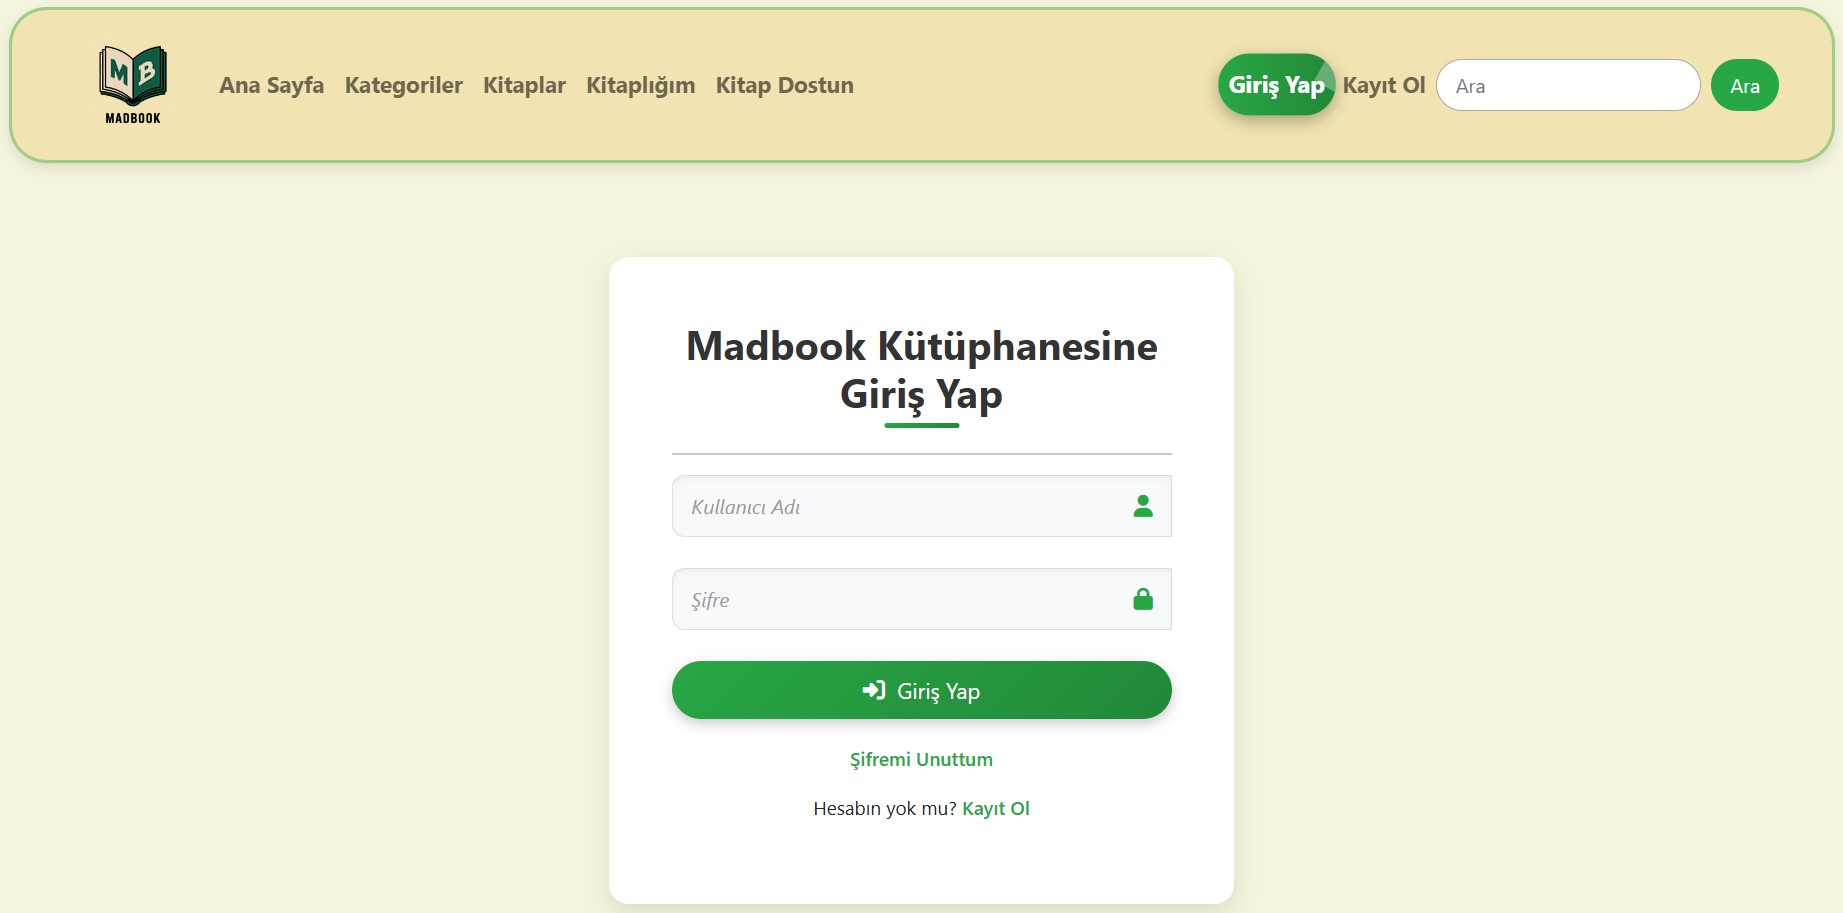 MB
MADBOOK
Ana Sayfa Kategoriler Kitaplar Kitaplığım Kitap Dostun Giriş Yap Kayıt Ol Ara Ara
Madbook Kütüphanesine
Giriş Yap
Kullanıcı Adı
Şifre
Giriş Yap
Şifremi Unuttum
Hesabın yok mu? Kayıt Ol